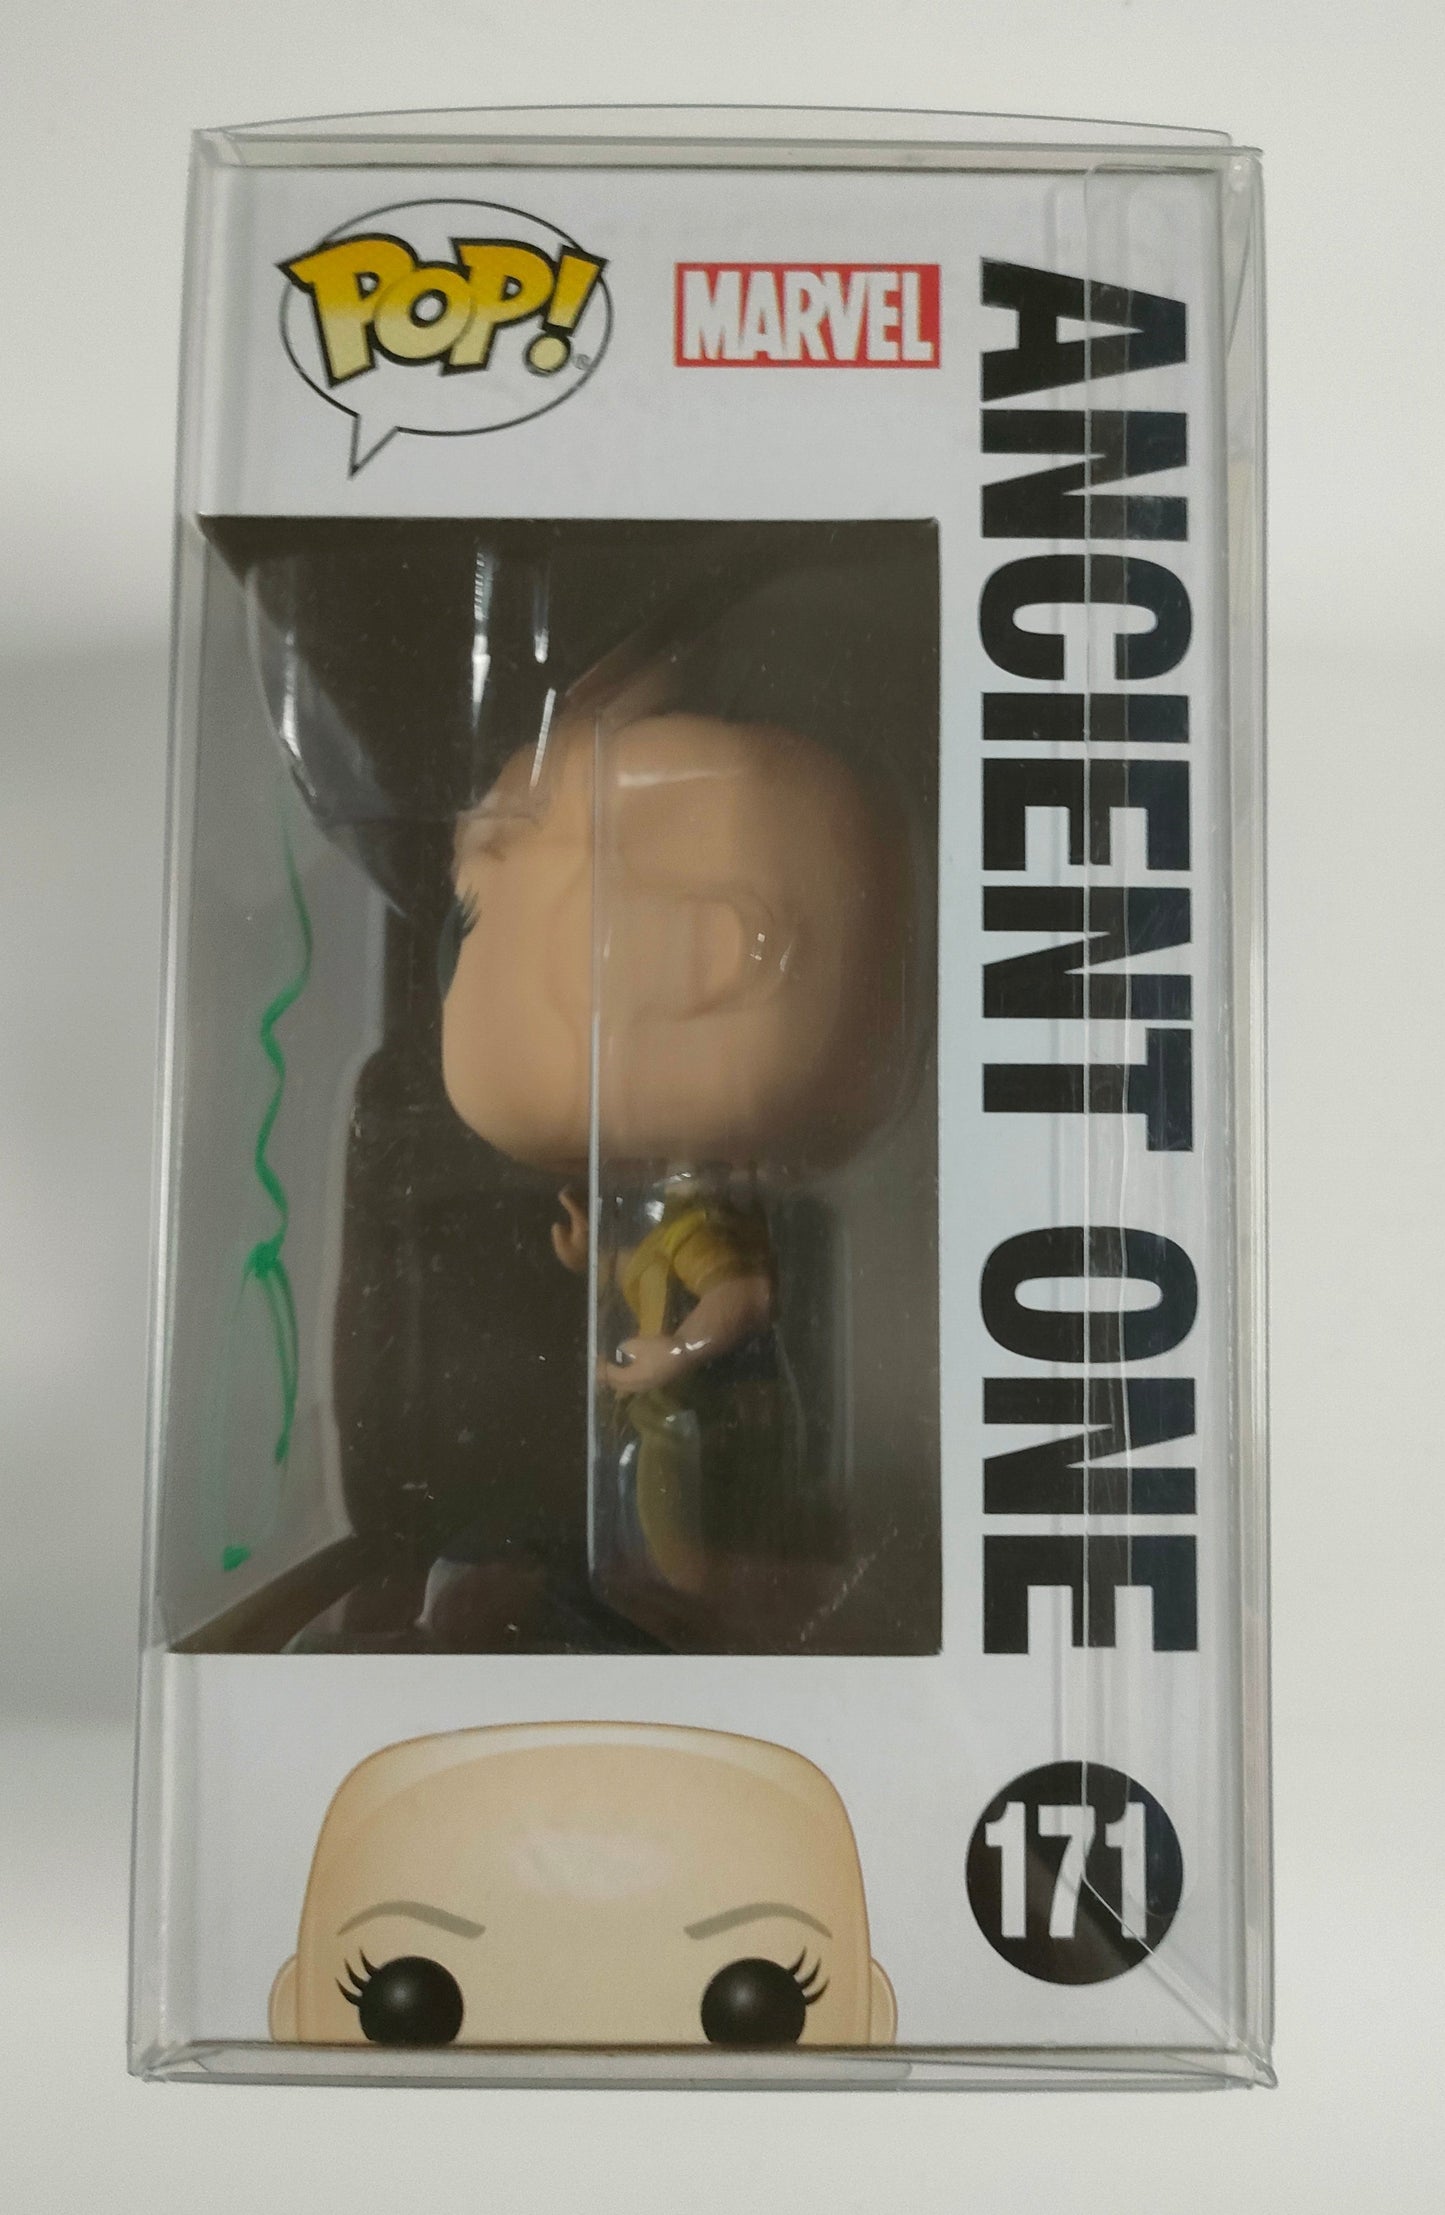 POP!®
MARVEL
ANCIENT ONE
171